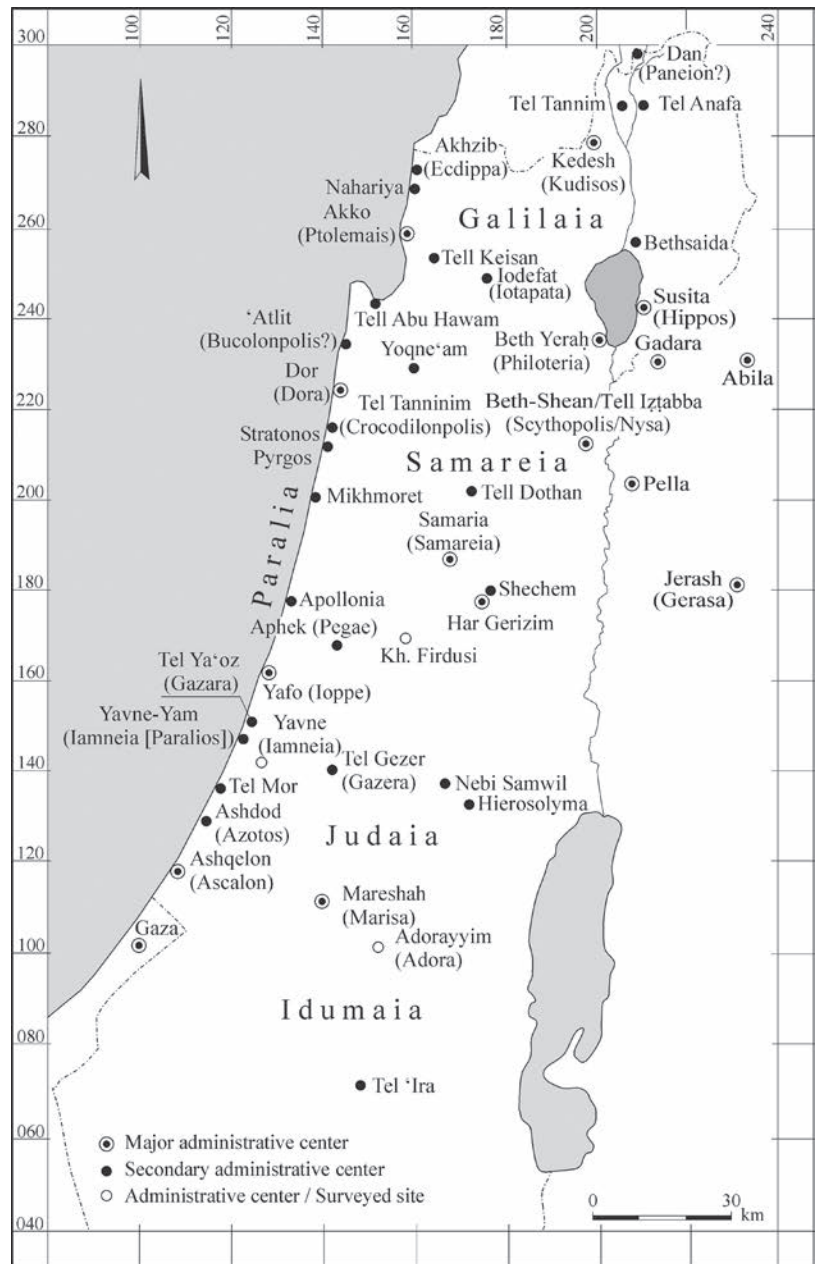 100
120
140
160
180
200
220
240
300
280
260
240
220
200
180
160
140
120
100
080
060
040
Dan
(Paneion?)
Tel Tannim
Tel Anafa
Akhzib
(Ecdippa)
Kedesh
(Kudisos)
Nahariya
Akko
(Ptolemais)
Galilaia
Tell Keisan
Bethsaida
Iodefat
(Iotapata)
Susita
(Hippos)
Tell Abu Hawam
‘Atlit
(Bucolonpolis?)
Yoqne‘am
Beth Yeraḥ
(Philoteria)
Gadara
Abila
Dor
(Dora)
Tel Tanninim
(Crocodilonpolis)
Beth-Shean/Tell Iẓṭabba
(Scythopolis/Nysa)
Stratonos
Pyrgos
Samareia
Pella
Mikhmoret
Tell Dothan
Paralia
Samaria
(Samareia)
Jerash
(Gerasa)
Shechem
Apollonia
Har Gerizim
Aphek (Pegae)
Kh. Firdusi
Tel Ya‘oz
(Gazara)
Yafo (Ioppe)
Yavne-Yam
(Iamneia [Paralios])
Yavne
(Iamneia)
Tel Gezer
(Gazera)
Nebi Samwil
Hierosolyma
Tel Mor
Ashdod
(Azotos)
Judaia
Ashqelon
(Ascalon)
Mareshah
(Marisa)
Gaza
Adorayyim
(Adora)
Idumaia
Tel ‘Ira
Major administrative center
Secondary administrative center
Administrative center / Surveyed site
0 30
km